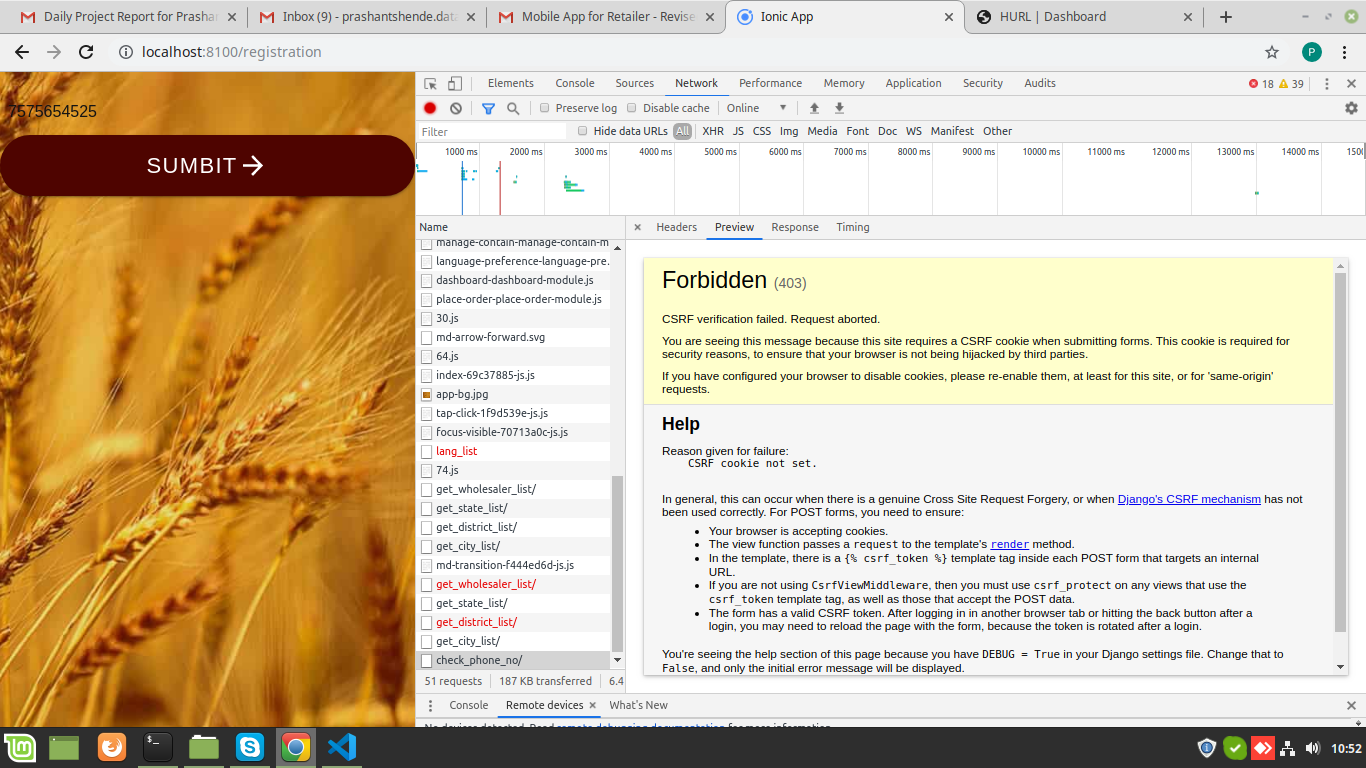 Daily Project Report for Prashan
Inbox (9) - prashantshende.data
Mobile App for Retailer - Revise
Ionic App
HURL | Dashboard
localhost:8100/registration
P
7575654525
SUMBIT
Elements Console Sources Network Performance Memory Application Security Audits 18 39
Preserve log Disable cache Online
Filter Hide data URLs All XHR JS CSS Img Media Font Doc WS Manifest Other
1000 ms 2000 ms 3000 ms 4000 ms 5000 ms 6000 ms 7000 ms 8000 ms 9000 ms 10000 ms 11000 ms 12000 ms 13000 ms 14000 ms 1500
Name
manage-contain-manage-contain-m
language-preference-language-pre.
dashboard-dashboard-module.js
place-order-place-order-module.js
30.js
md-arrow-forward.svg
64.js
index-69c37885-js.js
app-bg.jpg
tap-click-1f9d539e-js.js
focus-visible-70713a0c-js.js
lang_list
74.js
get_wholesaler_list/
get_state_list/
get_district_list/
get_city_list/
md-transition-f444ed6d-js.js
get_wholesaler_list/
get_state_list/
get_district_list/
get_city_list/
check_phone_no/
51 requests 187 KB transferred 6.4
Headers Preview Response Timing
Forbidden (403)
CSRF verification failed. Request aborted.
You are seeing this message because this site requires a CSRF cookie when submitting forms. This cookie is required for
security reasons, to ensure that your browser is not being hijacked by third parties.
If you have configured your browser to disable cookies, please re-enable them, at least for this site, or for 'same-origin'
requests.
Help
Reason given for failure:
CSRF cookie not set.
In general, this can occur when there is a genuine Cross Site Request Forgery, or when Django's CSRF mechanism has not
been used correctly. For POST forms, you need to ensure:
• Your browser is accepting cookies.
• The view function passes a request to the template's render method.
• In the template, there is a {% csrf_token %} template tag inside each POST form that targets an internal
URL.
• If you are not using CsrfViewMiddleware, then you must use csrf_protect on any views that use the
csrf_token template tag, as well as those that accept the POST data.
• The form has a valid CSRF token. After logging in in another browser tab or hitting the back button after a
login, you may need to reload the page with the form, because the token is rotated after a login.
You're seeing the help section of this page because you have DEBUG = True in your Django settings file. Change that to
False, and only the initial error message will be displayed.
Console Remote devices What's New
No devices detected. Read remote debugging documentation for more information.
10:52